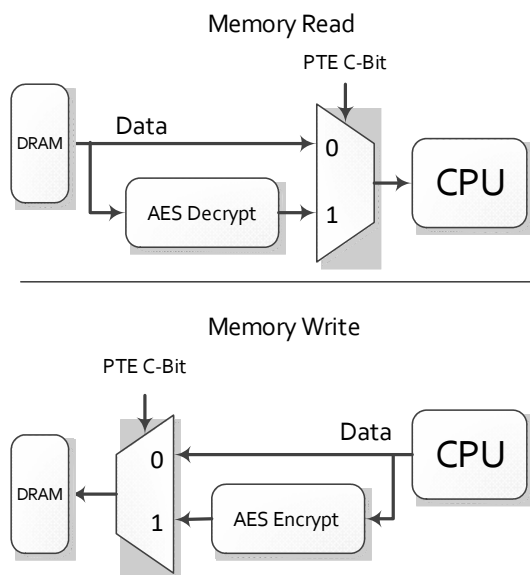 Memory Read
PTE C-Bit
DRAM
Data
0
AES Decrypt
1
CPU
Memory Write
PTE C-Bit
DRAM
0
Data
CPU
1
AES Encrypt